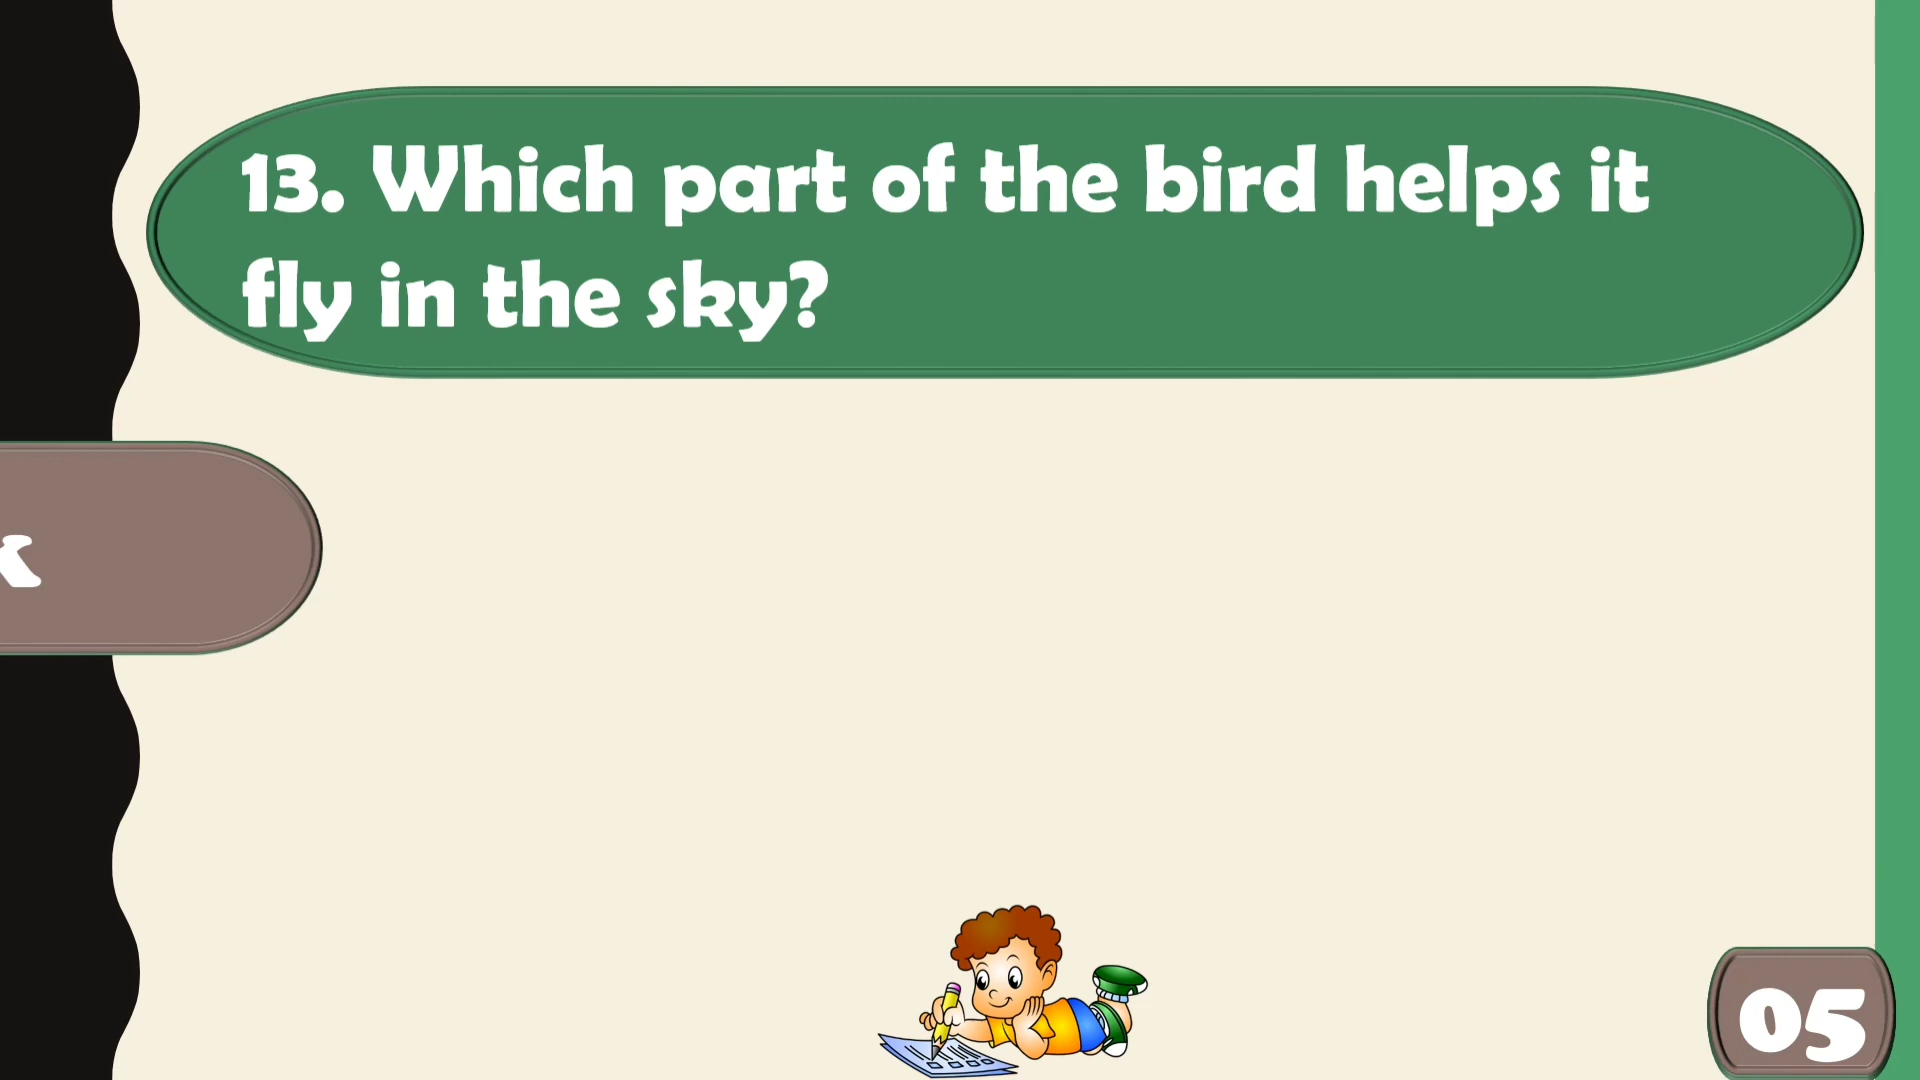 13. Which part of the bird helps it
fly in the sky?
k
05